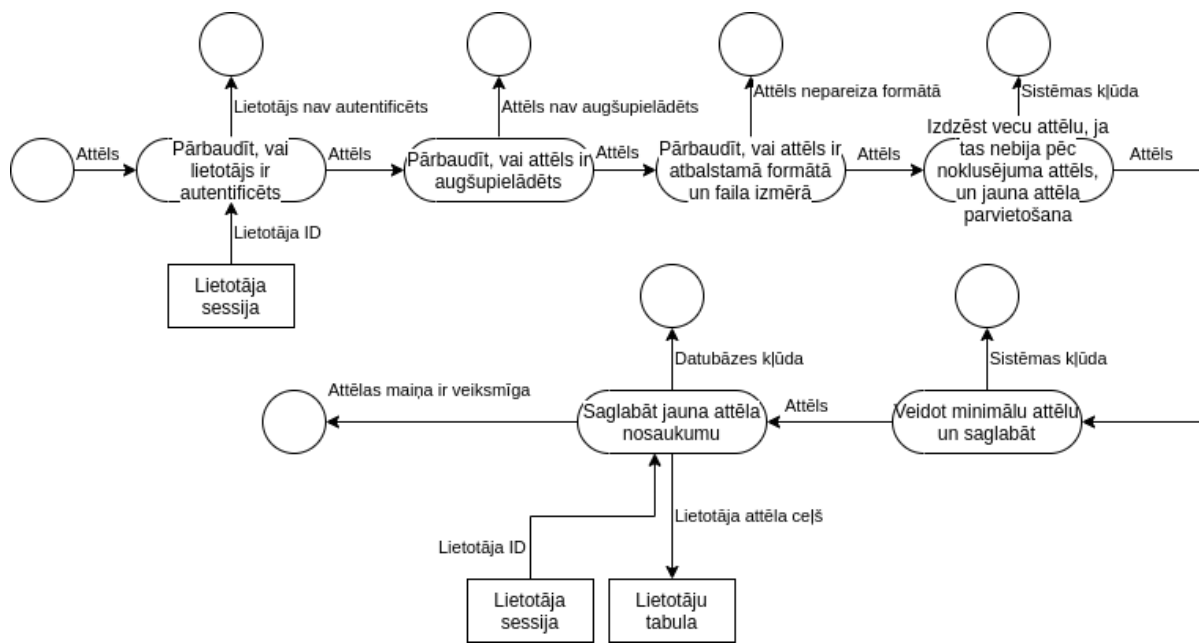 Lietotājs nav autentificēts
Attēls nav augšupielādēts
Attēls nepareiza formātā
Sistēmas kļūda
Attēls
Pārbaudīt, vai
lietotājs ir
autentificēts
Attēls
Pārbaudīt, vai attēls ir
augšupielādēts
Attēls
Pārbaudīt, vai attēls ir
atbalstamā formātā
un faila izmērā
Attēls
Izdzēst vecu attēlu, ja
tas nebija pēc
noklusējuma attēls,
un jauna attēla
parvietošana
Attēls
Lietotāja ID
Lietotāja
sessija
Datubāzes kļūda
Sistēmas kļūda
Attēlas maiņa ir veiksmīga
Saglabāt jauna attēla
nosaukumu
Attēls
Veidot minimālu attēlu
un saglabāt
Lietotāja attēla ceļš
Lietotāja ID
Lietotāja
sessija
Lietotāju
tabula